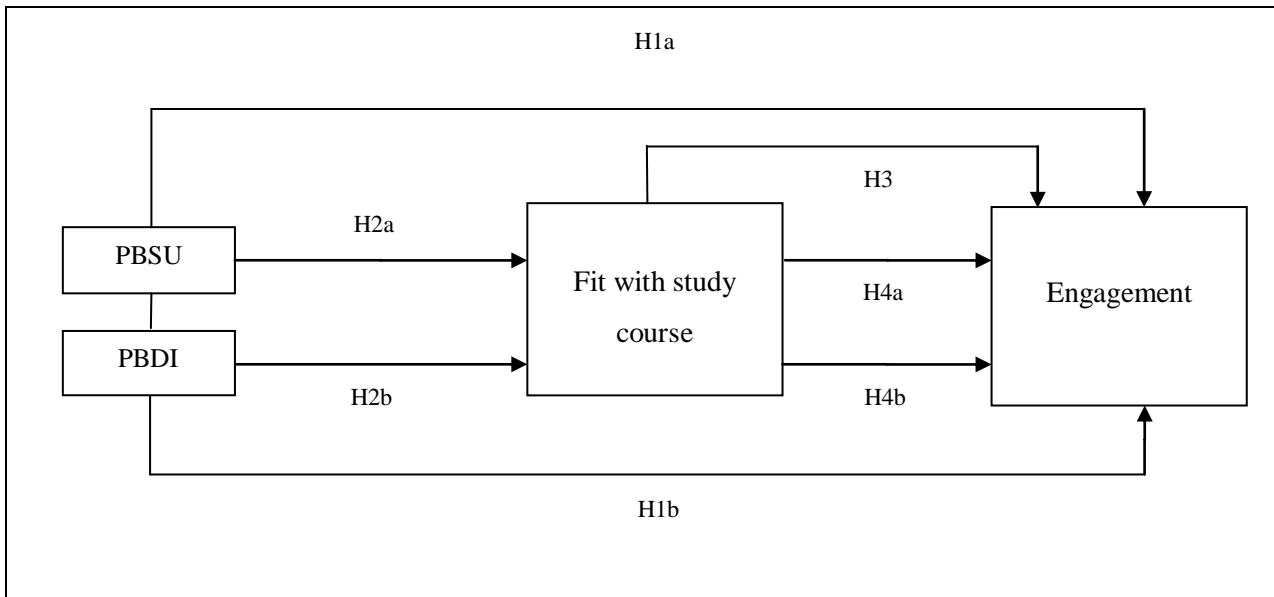 H1a
H3
H2a
PBSU
Fit with study
course
H4a
Engagement
PBDI
H2b
H4b
H1b